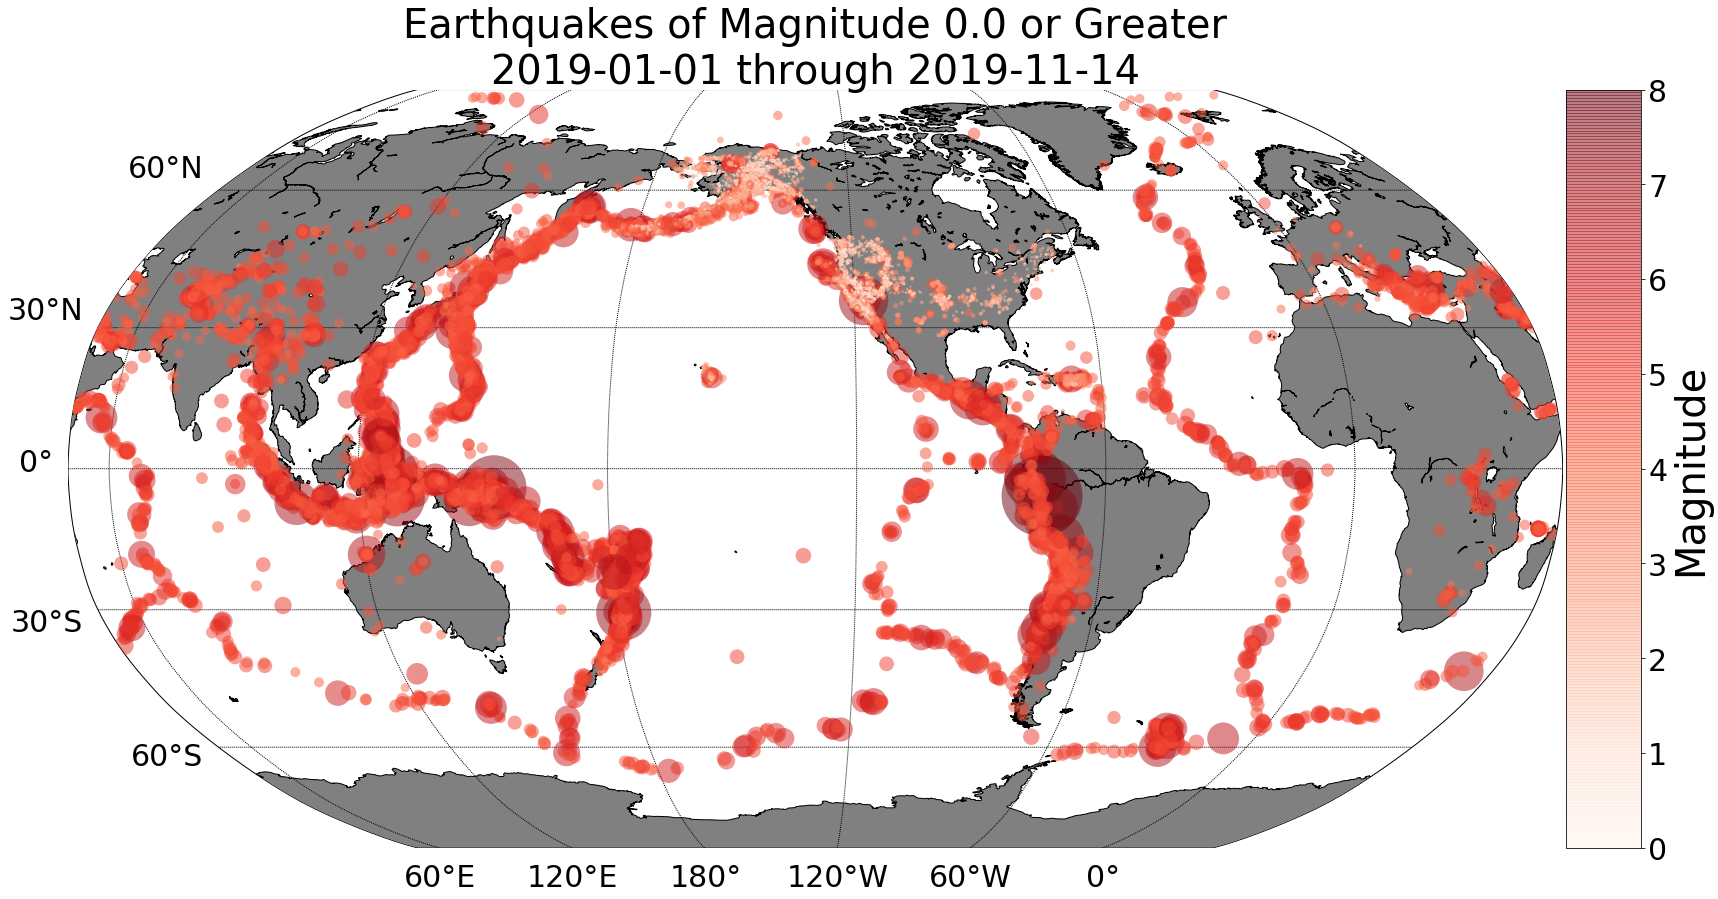 Earthquakes of Magnitude 0.0 or Greater
2019-01-01 through 2019-11-14
60°N
30°N
0°
30°S
60°S
60°E 120°E 180° 120°W 60°W 0°
8
7
6
5
4
3
2
1
0
Magnitude